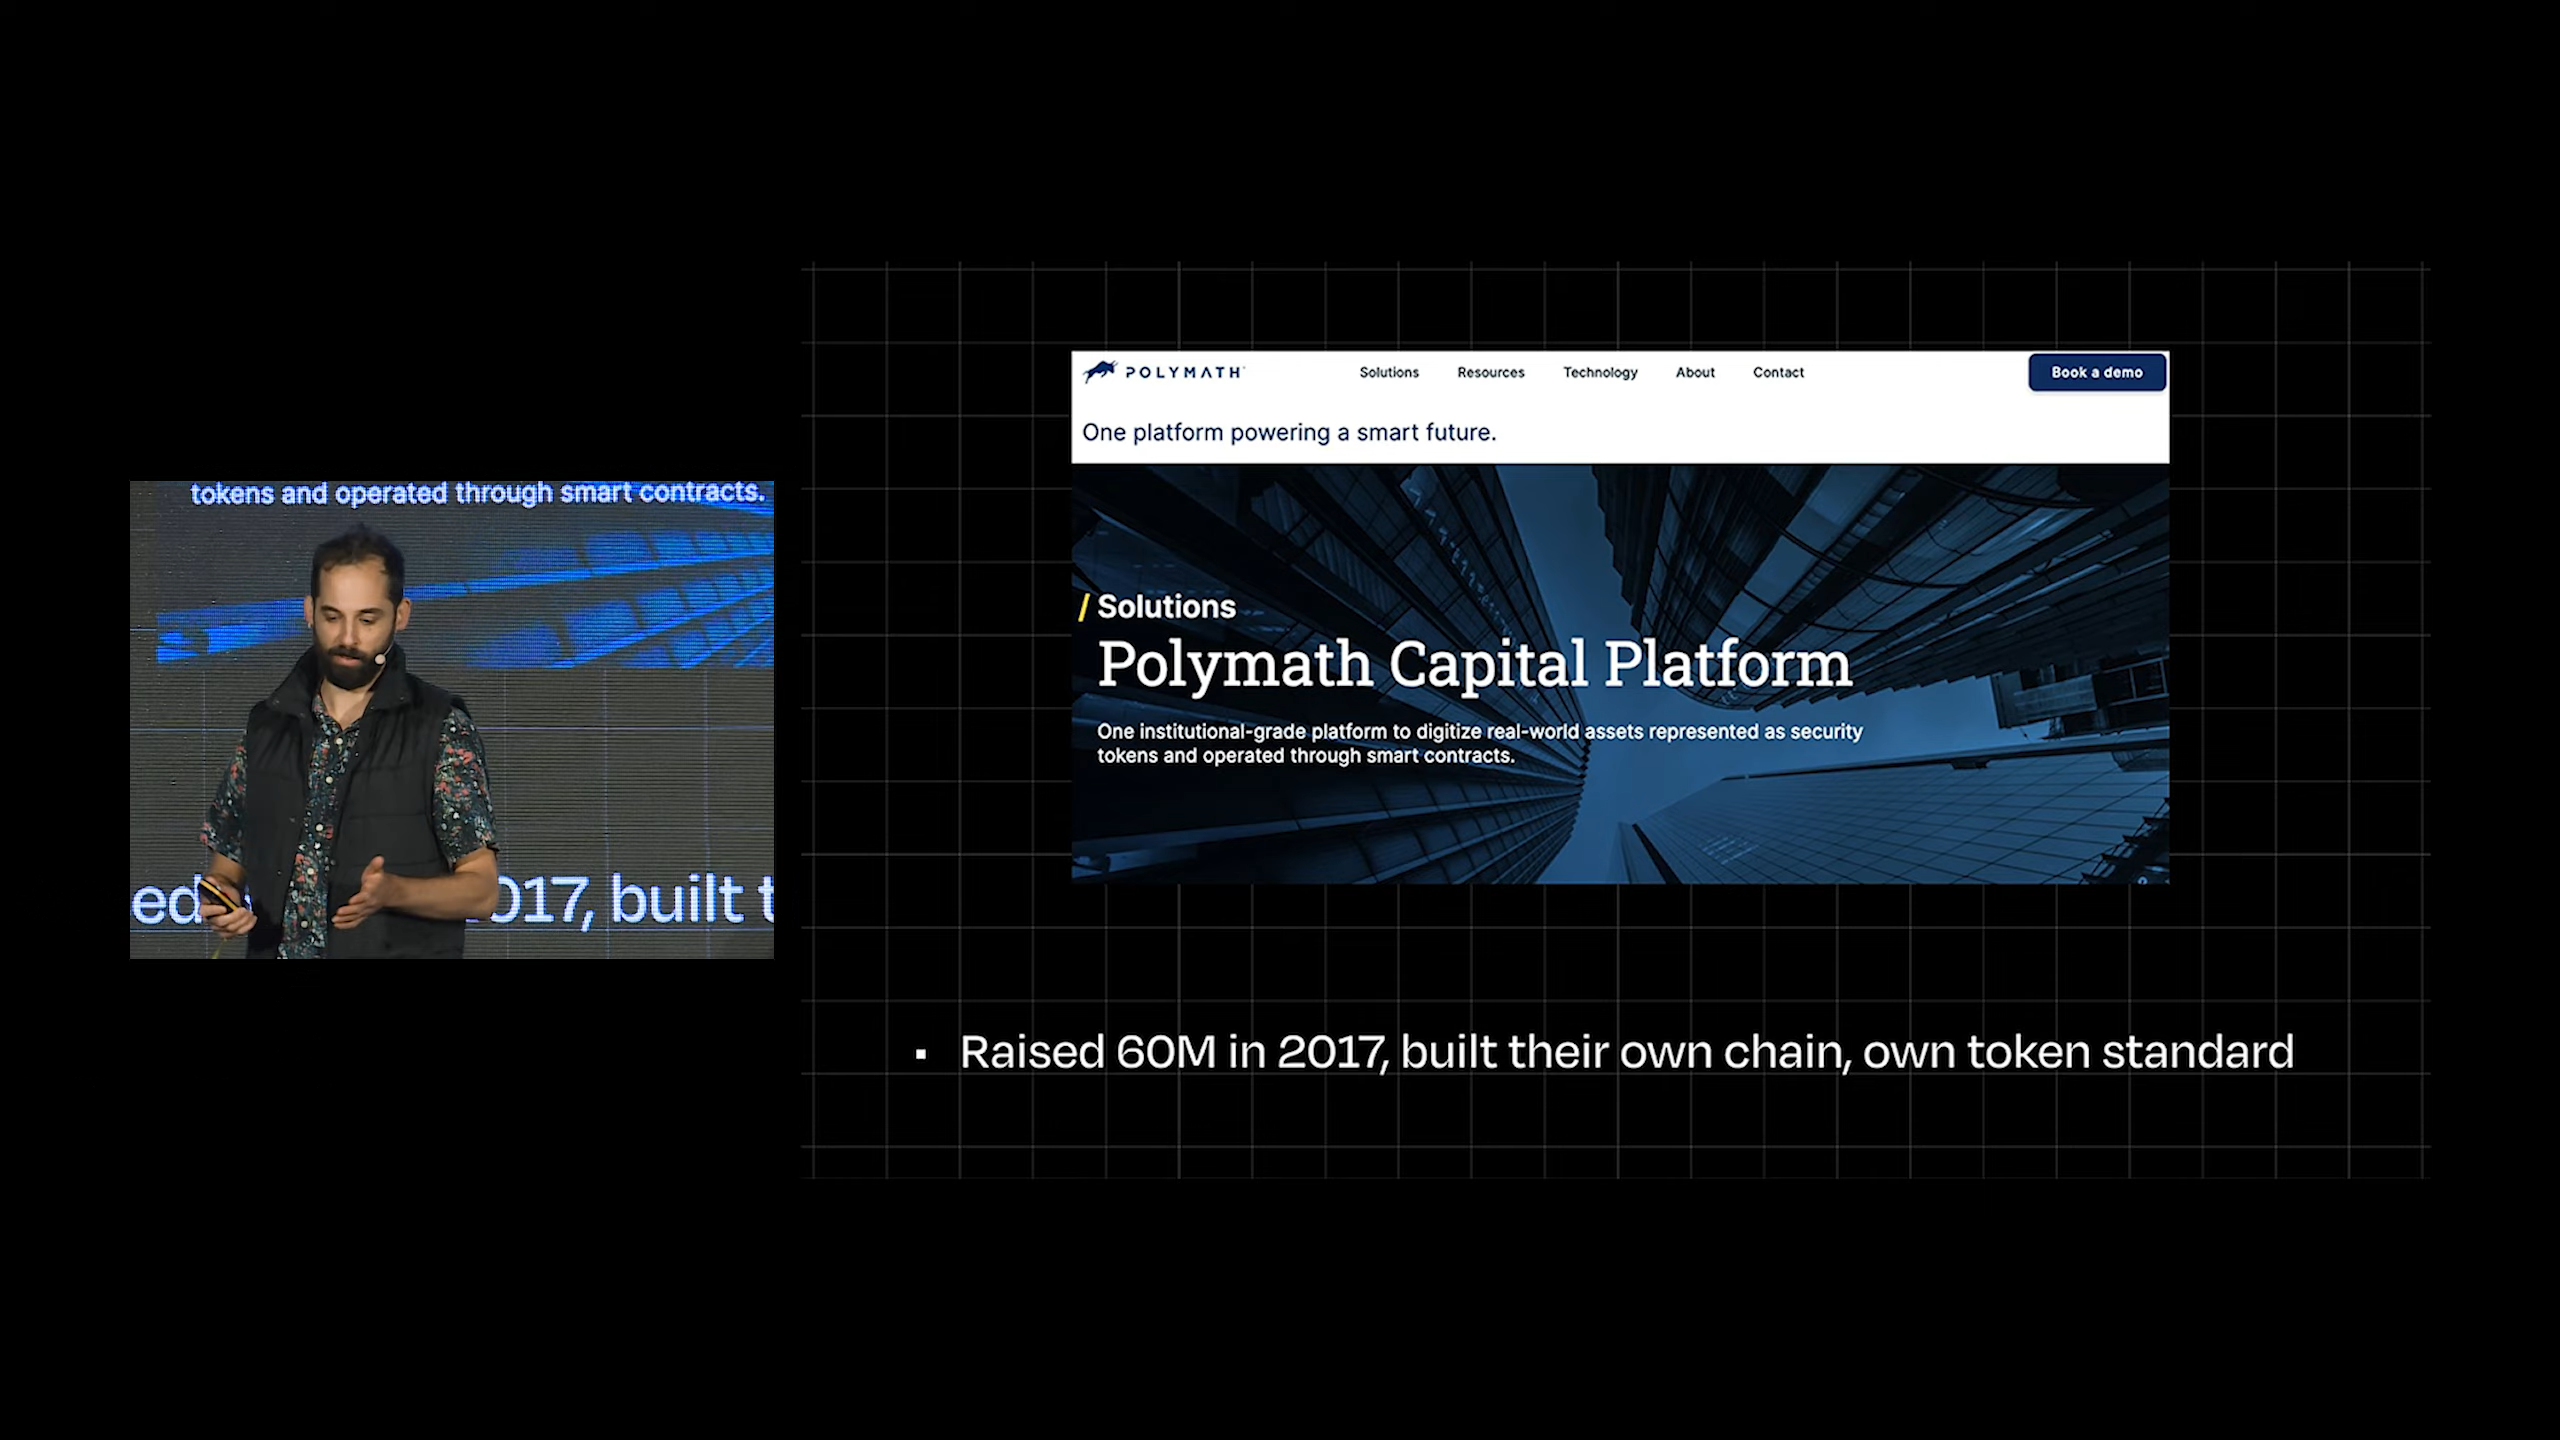 tokens and operated through smart contracts.
ed 2017, built t
POLYMATH
Solutions Resources Technology About Contact
Book a demo
One platform powering a smart future.
/ Solutions
Polymath Capital Platform
One institutional-grade platform to digitize real-world assets represented as security
tokens and operated through smart contracts.
▪ Raised 60M in 2017, built their own chain, own token standard